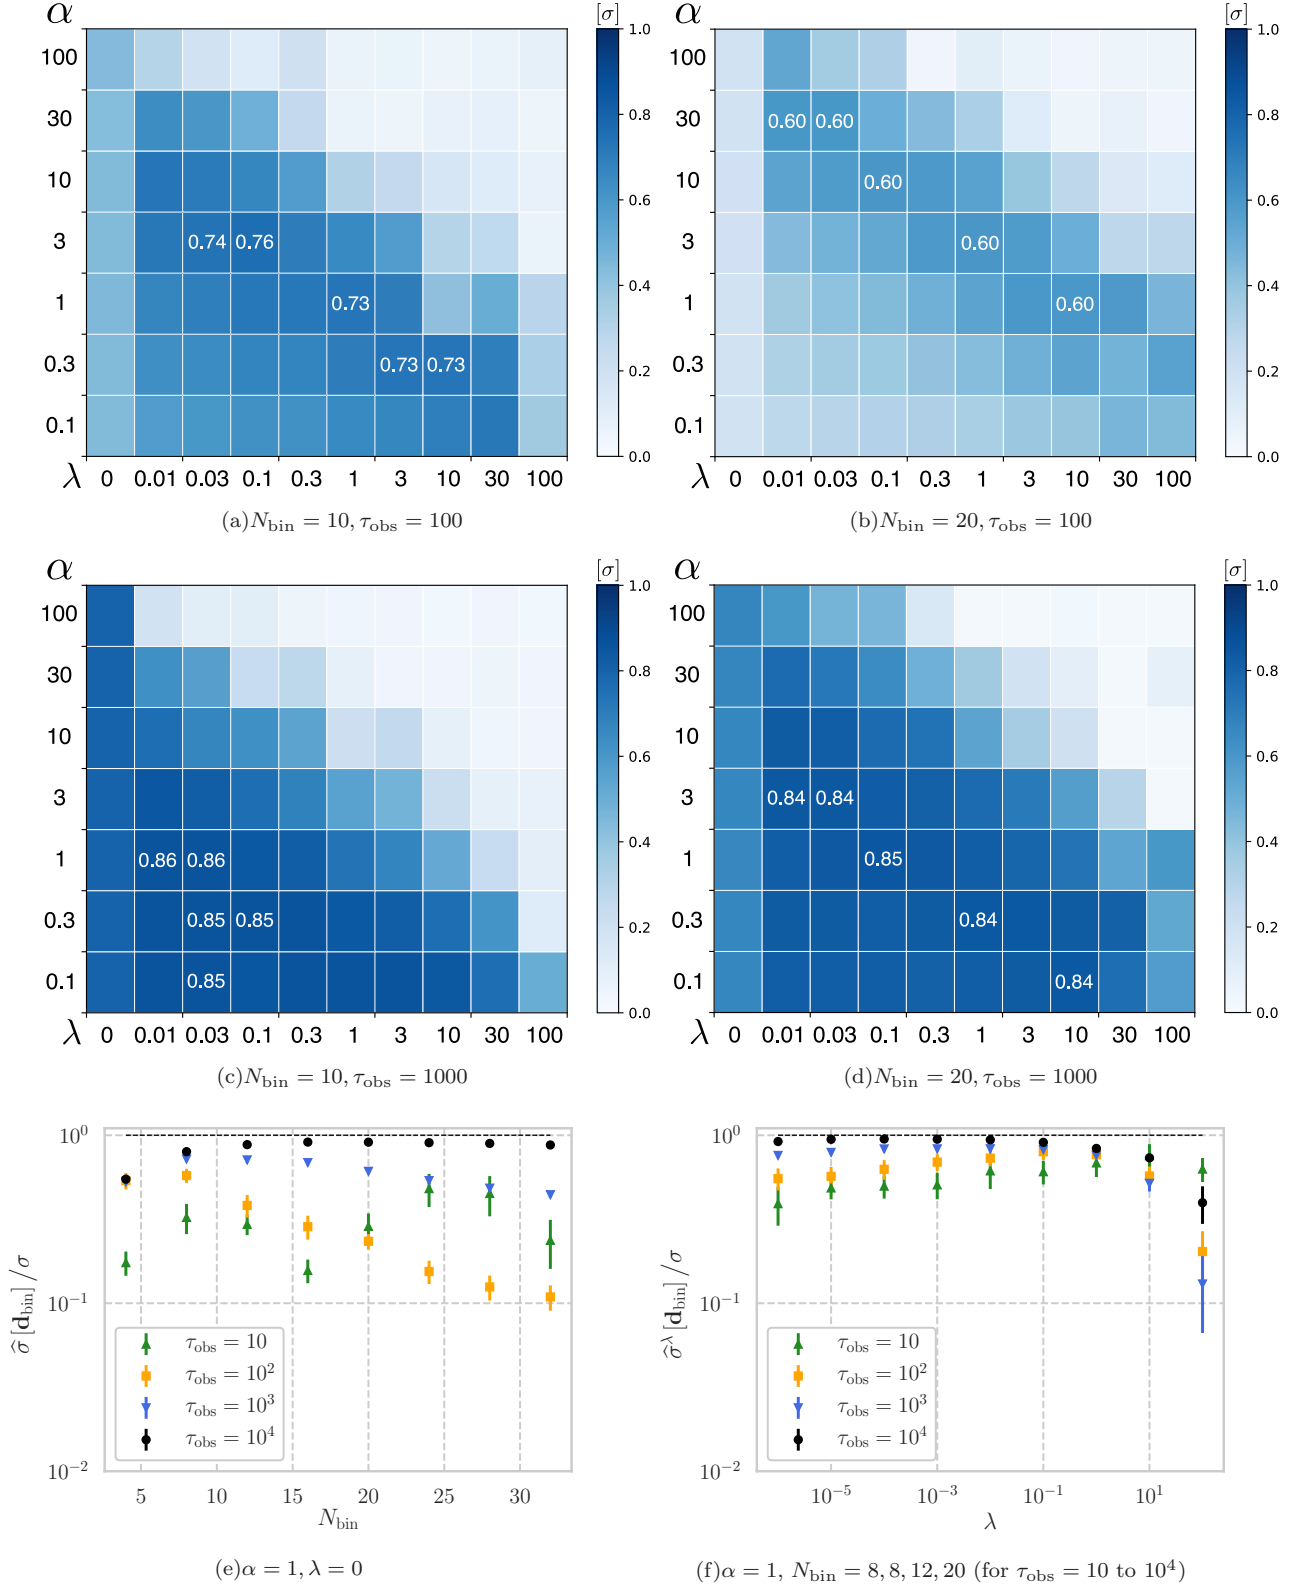 α [σ] α [σ]
100 1.0 100 1.0
30 0.8 0.60 0.60 30 0.8
10 0.6 0.60 10 0.6
3 0.74 0.76 0.60 3
1 0.73 0.4 0.60 1 0.4
0.3 0.73 0.73 0.2 0.3 0.2
0.1 0.0 0.1 0.0
λ 0 0.01 0.03 0.1 0.3 1 3 10 30 100 λ 0 0.01 0.03 0.1 0.3 1 3 10 30 100
(a)N_bin = 10, τ_obs = 100 (b)N_bin = 20, τ_obs = 100
α [σ] α [σ]
100 1.0 100 1.0
30 0.8 30 0.8
10 0.6 10 0.6
3 3 0.84 0.84
1 0.86 0.86 0.4 1 0.85 0.4
0.3 0.85 0.85 0.2 0.3 0.84 0.2
0.1 0.85 0.0 0.1 0.84 0.0
λ 0 0.01 0.03 0.1 0.3 1 3 10 30 100 λ 0 0.01 0.03 0.1 0.3 1 3 10 30 100
(c)N_bin = 10, τ_obs = 1000 (d)N_bin = 20, τ_obs = 1000
10^0
10^-1
10^-2
σ̂ [d_bin] / σ
τ_obs = 10
τ_obs = 10^2
τ_obs = 10^3
τ_obs = 10^4
5 10 15 20 25 30
N_bin
(e)α = 1, λ = 0
10^0
10^-1
10^-2
σ̂^λ [d_bin] / σ
τ_obs = 10
τ_obs = 10^2
τ_obs = 10^3
τ_obs = 10^4
10^-5 10^-3 10^-1 10^1
λ
(f)α = 1, N_bin = 8, 8, 12, 20 (for τ_obs = 10 to 10^4)